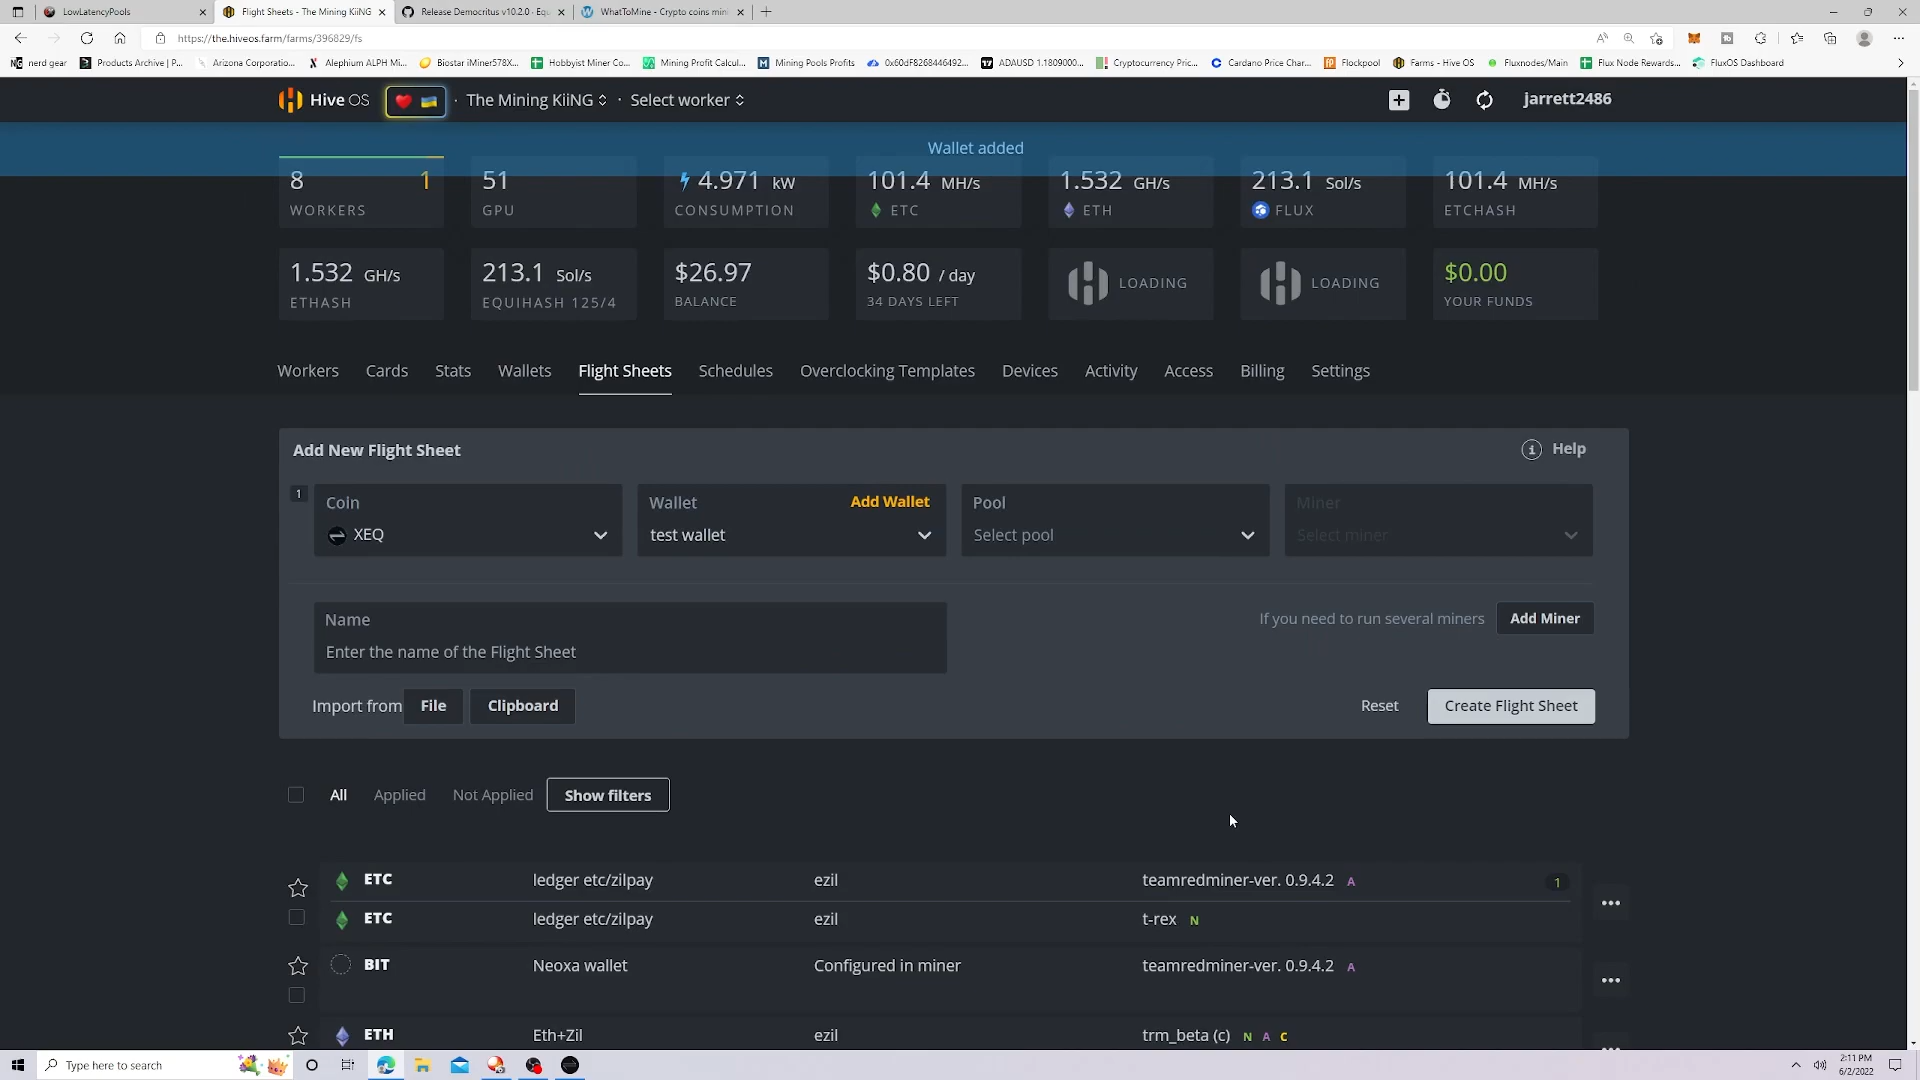 LowLatencyPools
Flight Sheets - The Mining KiiNG
Release Democritus v10.2.0 · Equ
WhatToMine - Crypto coins mini
https://the.hiveos.farm/farms/396829/fs
nerd gear
Products Archive | P...
Arizona Corporatio...
Alephium ALPH Mi...
Biostar iMiner578X...
Hobbyist Miner Co...
Mining Profit Calcul...
Mining Pools Profits
0x60dF8268446492...
ADAUSD 1.1809000...
Cryptocurrency Pric...
Cardano Price Char...
Flockpool
Farms - Hive OS
Fluxnodes/Main
Flux Node Rewards...
FluxOS Dashboard
Hive OS · The Mining KiiNG · Select worker
jarrett2486
Wallet added
8 1
WORKERS
51
GPU
4.971 kW
CONSUMPTION
101.4 MH/s
ETC
1.532 GH/s
ETH
213.1 Sol/s
FLUX
101.4 MH/s
ETCHASH
1.532 GH/s
ETHASH
213.1 Sol/s
EQUIHASH 125/4
$26.97
BALANCE
$0.80 / day
34 DAYS LEFT
LOADING
LOADING
$0.00
YOUR FUNDS
Workers
Cards
Stats
Wallets
Flight Sheets
Schedules
Overclocking Templates
Devices
Activity
Access
Billing
Settings
Add New Flight Sheet
Help
1
Coin
XEQ
Wallet
Add Wallet
test wallet
Pool
Select pool
Miner
Select miner
Name
Enter the name of the Flight Sheet
If you need to run several miners
Add Miner
Import from
File
Clipboard
Reset
Create Flight Sheet
All
Applied
Not Applied
Show filters
ETC ledger etc/zilpay ezil teamredminer-ver. 0.9.4.2 A 1
ETC ledger etc/zilpay ezil t-rex N
BIT Neoxa wallet Configured in miner teamredminer-ver. 0.9.4.2 A
ETH Eth+Zil ezil trm_beta (c) N A C
Type here to search
2:11 PM
6/2/2022